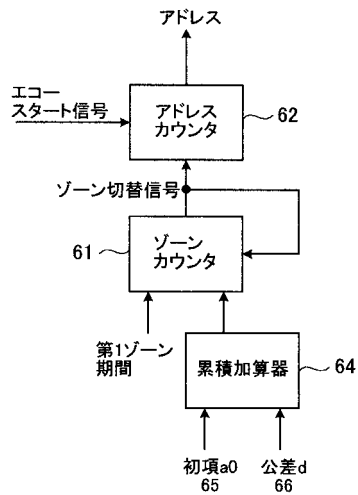 アドレス
エコー
スタート信号
アドレス
カウンタ
62
ゾーン切替信号
61
ゾーン
カウンタ
第1ゾーン
期間
累積加算器
64
初項a0
65
公差d
66